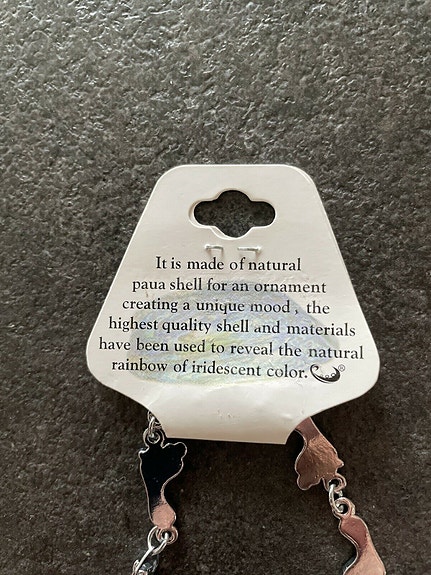 It is made of natural
paua shell for an ornament
creating a unique mood, the
highest quality shell and materials
have been used to reveal the natural
rainbow of iridescent color. ®